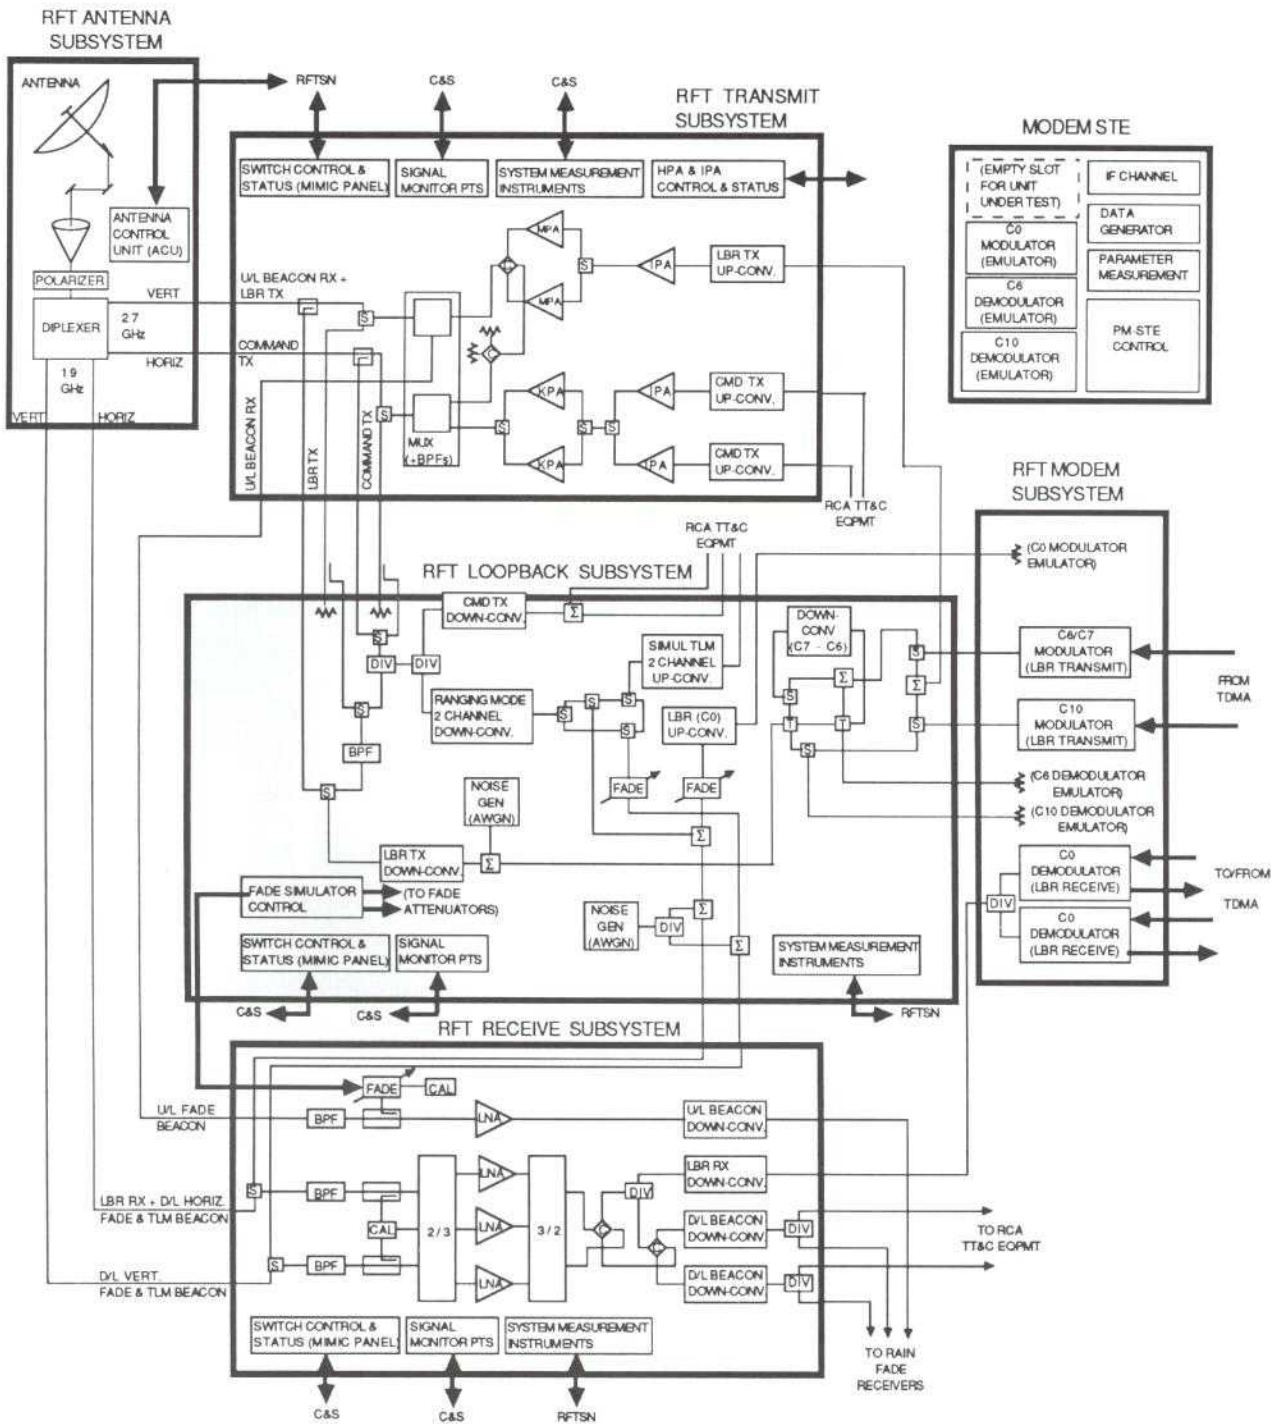 RFT ANTENNA
SUBSYSTEM
ANTENNA
ANTENNA
CONTROL
UNIT (ACU)
POLARIZER
DIPLEXER
VERT
2 7
GHz
HORIZ
1 9
GHz
VERT
HORIZ
RFTSN
C&S
C&S
RFT TRANSMIT
SUBSYSTEM
SWITCH CONTROL &
STATUS (MIMIC PANEL)
SIGNAL
MONITOR PTS
SYSTEM MEASUREMENT
INSTRUMENTS
HPA & IPA
CONTROL & STATUS
U/L BEACON RX +
LBR TX
COMMAND
TX
S
S
MUX
(+BPFs)
C
C
MPA
MPA
S
IPA
LBR TX
UP-CONV.
KPA
KPA
S
S
S
IPA
IPA
CMD TX
UP-CONV.
CMD TX
UP-CONV.
U/L BEACON RX
LBR TX
COMMAND TX
RCA TT&C
EQPMT
RCA TT&C
EQPMT
MODEM STE
(EMPTY SLOT
FOR UNIT
UNDER TEST)
C0
MODULATOR
(EMULATOR)
C6
DEMODULATOR
(EMULATOR)
C10
DEMODULATOR
(EMULATOR)
IF CHANNEL
DATA
GENERATOR
PARAMETER
MEASUREMENT
PM-STE
CONTROL
RFT MODEM
SUBSYSTEM
(C0 MODULATOR
EMULATOR)
C6/C7
MODULATOR
(LBR TRANSMIT)
C10
MODULATOR
(LBR TRANSMIT)
FROM
TDMA
(C6 DEMODULATOR
EMULATOR)
(C10 DEMODULATOR
EMULATOR)
C0
DEMODULATOR
(LBR RECEIVE)
C0
DEMODULATOR
(LBR RECEIVE)
DIV
TO/FROM
TDMA
RFT LOOPBACK SUBSYSTEM
CMD TX
DOWN-CONV.
Σ
S
DIV
DIV
RANGING MODE
2 CHANNEL
DOWN-CONV.
S
BPF
S
S
S
S
S
SIMUL TLM
2 CHANNEL
UP-CONV.
LBR (C0)
UP-CONV.
FADE
FADE
DOWN-
CONV
(C7 - C6)
S
Σ
T
T
S
S
Σ
S
NOISE
GEN
(AWGN)
LBR TX
DOWN-CONV.
Σ
Σ
FADE SIMULATOR
CONTROL
(TO FADE
ATTENUATORS)
NOISE
GEN
(AWGN)
DIV
Σ
Σ
SWITCH CONTROL &
STATUS (MIMIC PANEL)
SIGNAL
MONITOR PTS
SYSTEM MEASUREMENT
INSTRUMENTS
C&S
C&S
RFTSN
RFT RECEIVE SUBSYSTEM
FADE
CAL
U/L FADE
BEACON
BPF
LNA
U/L BEACON
DOWN-CONV.
LBR RX + D/L HORIZ.
FADE & TLM BEACON
S
BPF
CAL
2 / 3
LNA
LNA
LNA
3 / 2
C
DIV
C
LBR RX
DOWN-CONV.
D/L BEACON
DOWN-CONV.
DIV
D/L BEACON
DOWN-CONV.
DIV
TO RCA
TT&C EQPMT
D/L VERT.
FADE & TLM BEACON
S
BPF
SWITCH CONTROL &
STATUS (MIMIC PANEL)
SIGNAL
MONITOR PTS
SYSTEM MEASUREMENT
INSTRUMENTS
C&S
C&S
RFTSN
TO RAIN
FADE
RECEIVERS